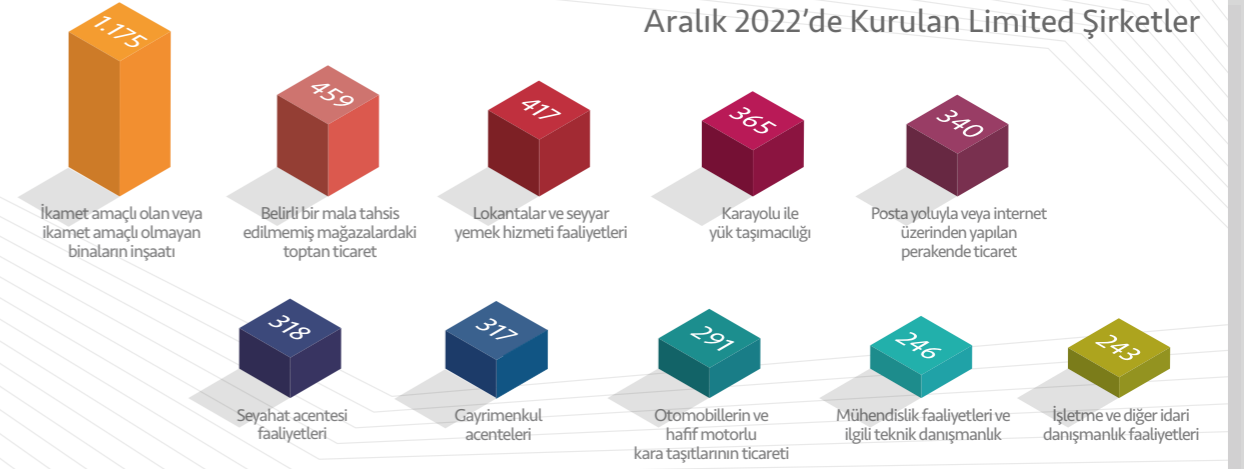 Aralık 2022'de Kurulan Limited Şirketler
1.175
459
417
365
340
İkamet amaçlı olan veya
ikamet amaçlı olmayan
binaların inşaatı
Belirli bir mala tahsis
edilmemiş mağazalardaki
toptan ticaret
Lokantalar ve seyyar
yemek hizmeti faaliyetleri
Karayolu ile
yük taşımacılığı
Posta yoluyla veya internet
üzerinden yapılan
perakende ticaret
318
317
291
246
243
Seyahat acentesi
faaliyetleri
Gayrimenkul
acenteleri
Otomobillerin ve
hafif motorlu
kara taşıtlarının ticareti
Mühendislik faaliyetleri ve
ilgili teknik danışmanlık
İşletme ve diğer idari
danışmanlık faaliyetleri